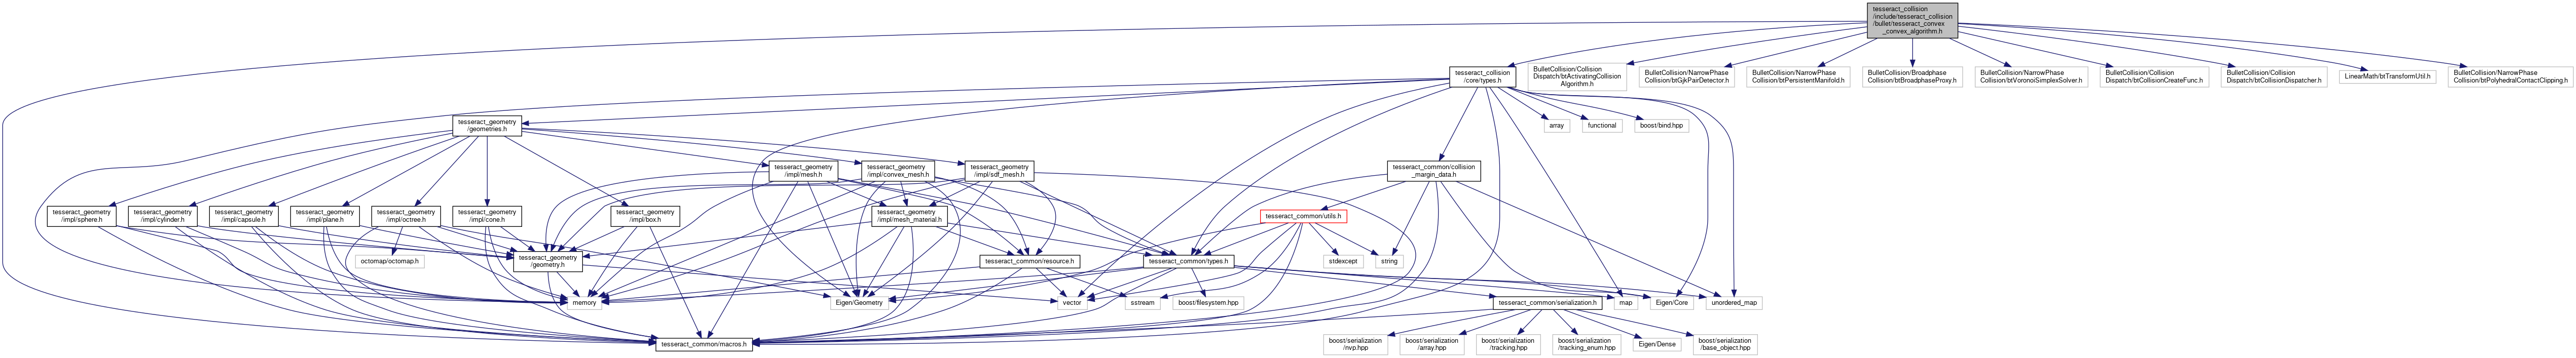 tesseract_collision
/include/tesseract_collision
/bullet/tesseract_convex
_convex_algorithm.h
tesseract_collision
/core/types.h
BulletCollision/Collision
Dispatch/btActivatingCollision
Algorithm.h
BulletCollision/NarrowPhase
Collision/btGjkPairDetector.h
BulletCollision/NarrowPhase
Collision/btPersistentManifold.h
BulletCollision/Broadphase
Collision/btBroadphaseProxy.h
BulletCollision/NarrowPhase
Collision/btVoronoiSimplexSolver.h
BulletCollision/Collision
Dispatch/btCollisionCreateFunc.h
BulletCollision/Collision
Dispatch/btCollisionDispatcher.h
LinearMath/btTransformUtil.h
BulletCollision/NarrowPhase
Collision/btPolyhedralContactClipping.h
tesseract_geometry
/geometries.h
array
functional
boost/bind.hpp
tesseract_geometry
/impl/mesh.h
tesseract_geometry
/impl/convex_mesh.h
tesseract_geometry
/impl/sdf_mesh.h
tesseract_common/collision
_margin_data.h
tesseract_geometry
/impl/sphere.h
tesseract_geometry
/impl/cylinder.h
tesseract_geometry
/impl/capsule.h
tesseract_geometry
/impl/plane.h
tesseract_geometry
/impl/octree.h
tesseract_geometry
/impl/cone.h
tesseract_geometry
/impl/box.h
tesseract_geometry
/impl/mesh_material.h
tesseract_common/utils.h
octomap/octomap.h
tesseract_geometry
/geometry.h
tesseract_common/resource.h
tesseract_common/types.h
stdexcept
string
memory
Eigen/Geometry
vector
sstream
boost/filesystem.hpp
tesseract_common/serialization.h
map
Eigen/Core
unordered_map
tesseract_common/macros.h
boost/serialization
/nvp.hpp
boost/serialization
/array.hpp
boost/serialization
/tracking.hpp
boost/serialization
/tracking_enum.hpp
Eigen/Dense
boost/serialization
/base_object.hpp